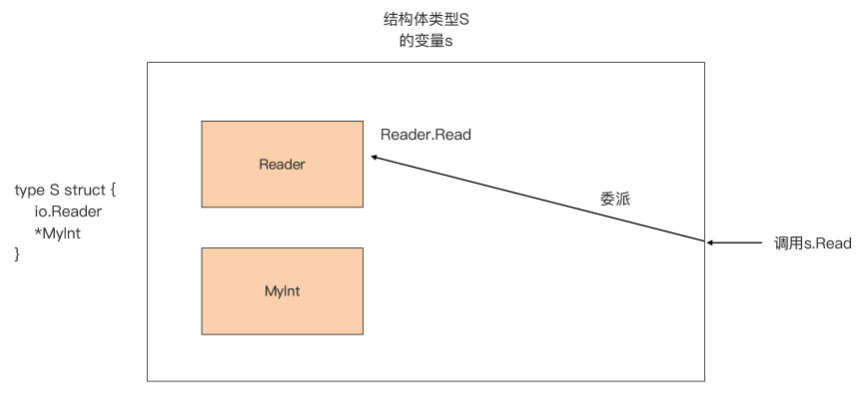 结构体类型S
的变量s
Reader.Read
Reader
委派
type S struct {
io.Reader
*MyInt
}
调用s.Read
MyInt